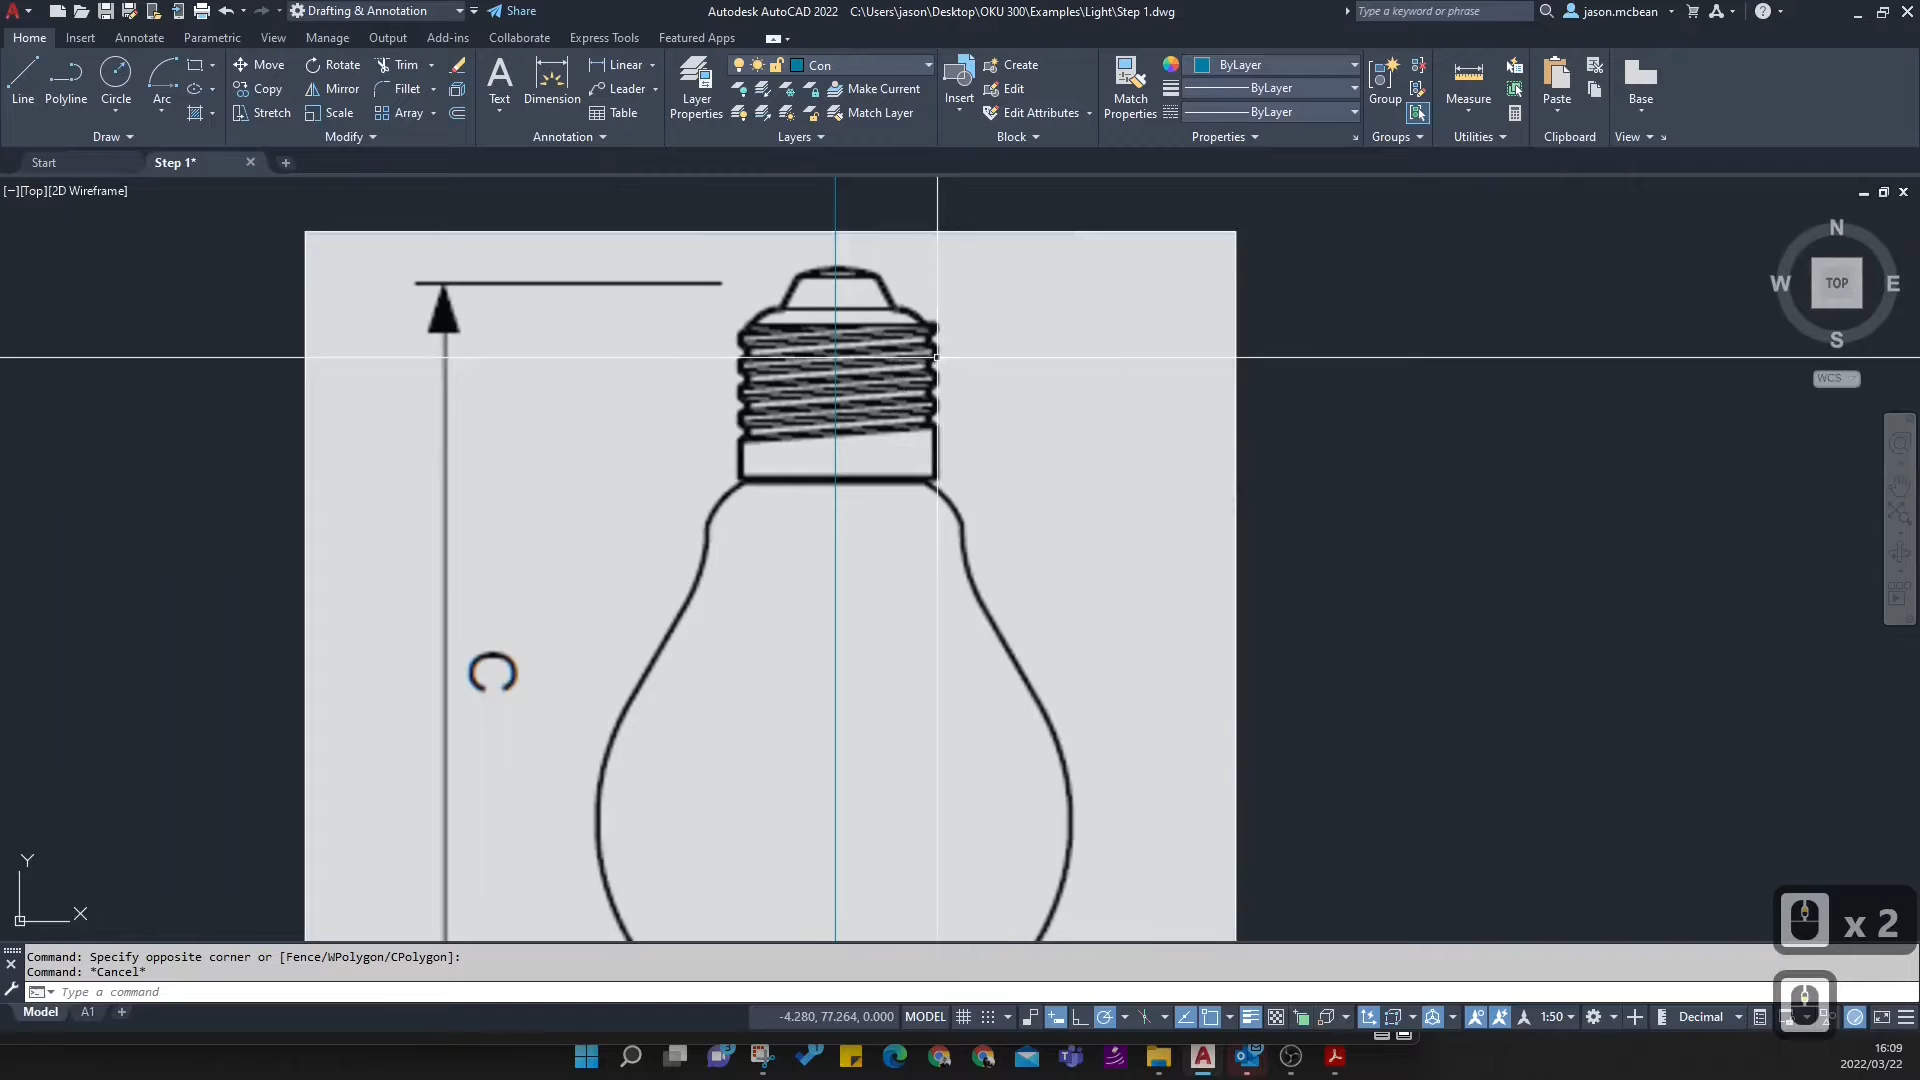 Drafting & Annotation
Share
Autodesk AutoCAD 2022 C:\Users\jason\Desktop\OKU 300\Examples\Light\Step 1.dwg
Type a keyword or phrase
jason.mcbean
Home Insert Annotate Parametric View Manage Output Add-ins Collaborate Express Tools Featured Apps
Line Polyline Circle Arc
Move Rotate Trim
Copy Mirror Fillet
Stretch Scale Array
Text Dimension
Linear
Leader
Table
Layer Properties
Con
Make Current
Match Layer
Insert
Create
Edit
Edit Attributes
Match Properties
ByLayer
ByLayer
ByLayer
Group
Measure
Paste
Base
Draw Modify Annotation Layers Block Properties Groups Utilities Clipboard View
Start Step 1*
[−][Top][2D Wireframe]
N
W TOP E
S
WCS
C
Y
X
x 2
Command: Specify opposite corner or [Fence/WPolygon/CPolygon]:
Command: *Cancel*
Type a command
Model A1
-4.280, 77.264, 0.000 MODEL 1:50 Decimal
16:09
2022/03/22